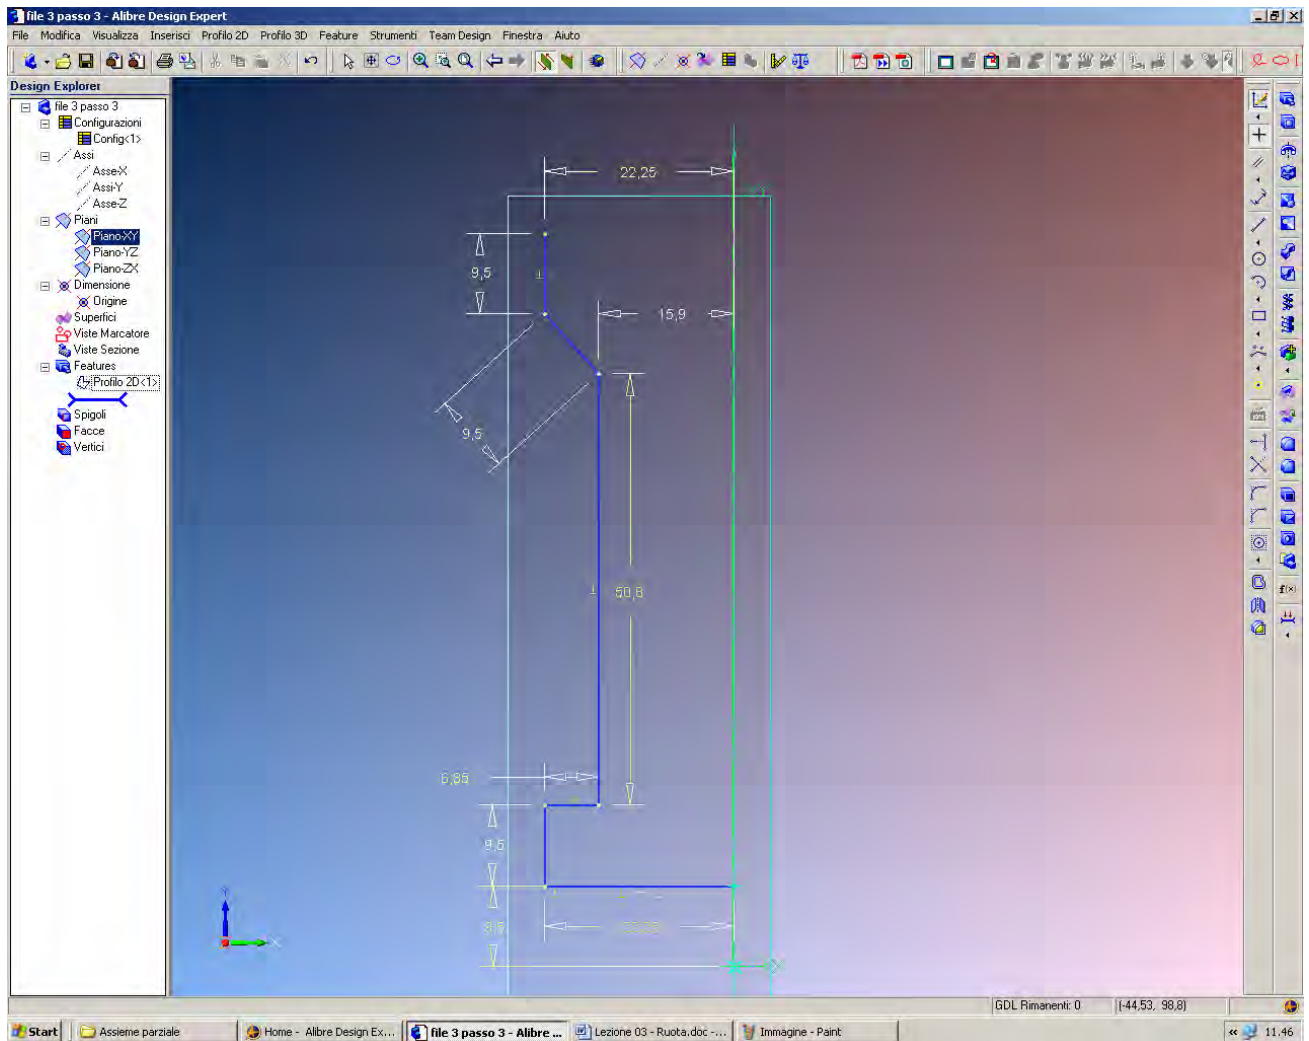 file 3 passo 3 - Alibre Design Expert
File Modifica Visualizza Inserisci Profilo 2D Profilo 3D Feature Strumenti Team Design Finestra Aiuto
Design Explorer
file 3 passo 3
Configurazioni
Config<1>
Assi
Asse-X
Assi-Y
Asse-Z
Piani
Piano-XY
Piano-YZ
Piano-ZX
Dimensione
Origine
Superfici
Viste Marcatore
Viste Sezione
Features
Profilo 2D<1>
Spigoli
Facce
Vertici
22,25
9,5
15,9
9,5
50,8
6,85
9,5
9,5
f(x)
GDL Rimanenti: 0 (-44,53, 98,8)
Start Assieme parziale Home - Alibre Design Ex... file 3 passo 3 - Alibre ... Lezione 03 - Ruota.doc -... Immagine - Paint « 11.46